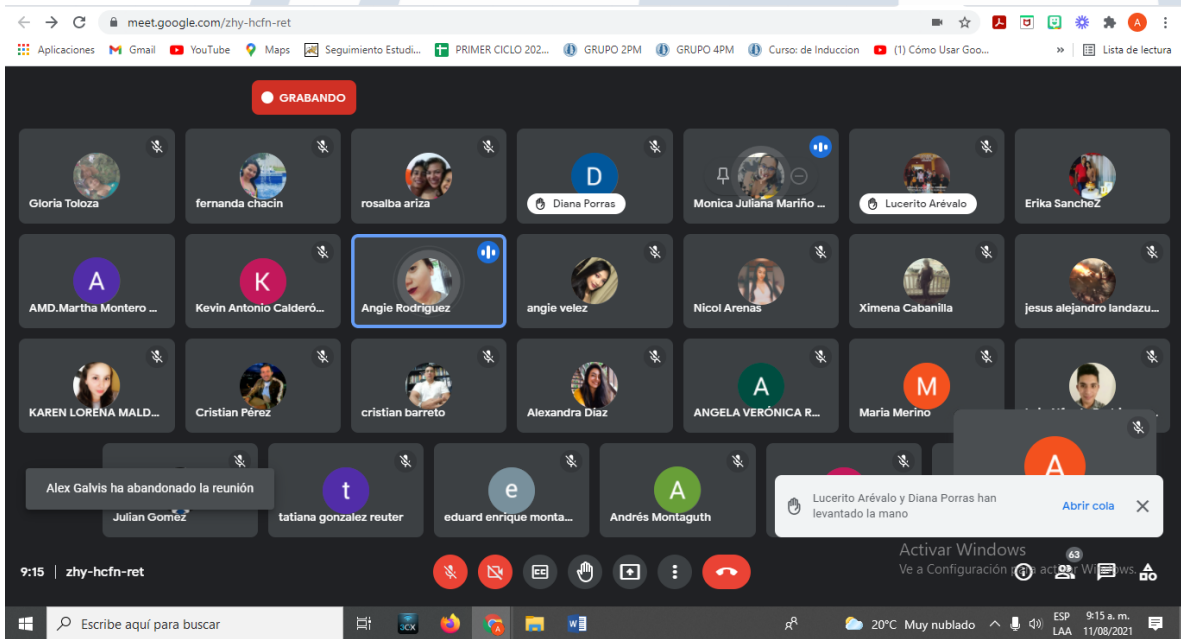 meet.google.com/zhy-hcfn-ret
A
Aplicaciones Gmail YouTube Maps Seguimiento Estudi... PRIMER CICLO 202... GRUPO 2PM GRUPO 4PM Curso: de Induccion (1) Cómo Usar Goo... » Lista de lectura
GRABANDO
Gloria Toloza
fernanda chacin
rosalba ariza
D
Diana Porras
Monica Juliana Mariño ...
Lucerito Arévalo
Erika SancheZ
A
AMD.Martha Montero ...
K
Kevin Antonio Calderó...
Angie Rodriguez
angie velez
Nicol Arenas
Ximena Cabanilla
jesus alejandro landazu...
KAREN LORENA MALD...
Cristian Pérez
cristian barreto
Alexandra Diaz
A
ANGELA VERÓNICA R...
M
Maria Merino
Alex Galvis ha abandonado la reunión
Julian Gomez
t
tatiana gonzalez reuter
e
eduard enrique monta...
A
Andrés Montaguth
A
Lucerito Arévalo y Diana Porras han
levantado la mano
Abrir cola
Activar Windows
Ve a Configuración para activar Windows.
9:15 | zhy-hcfn-ret
63
Escribe aquí para buscar
3CX
20°C Muy nublado
ESP
LAA
9:15 a. m.
11/08/2021